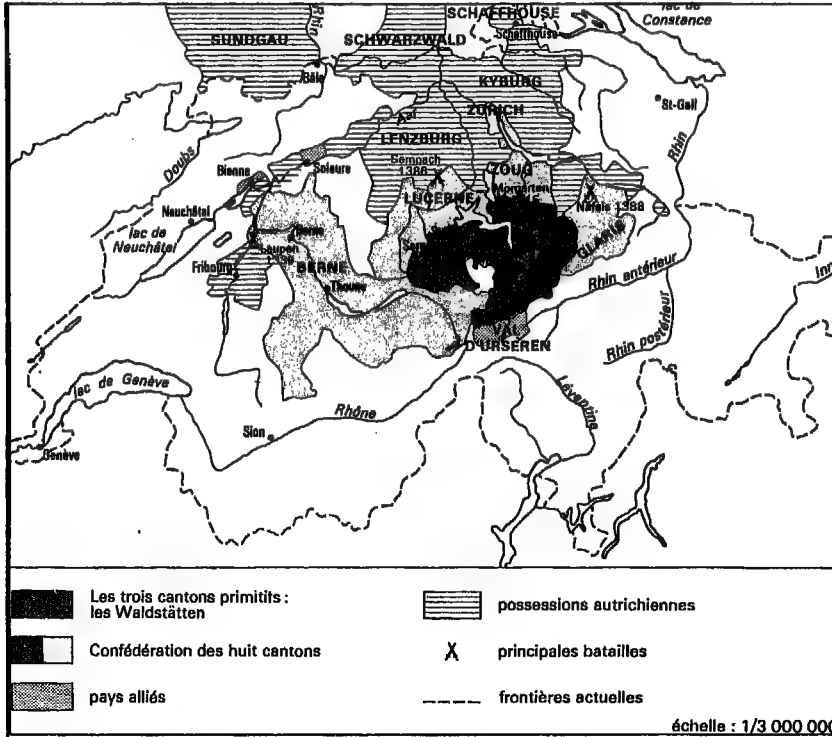 SCHAFFHOUSE
lac de
Constance
SUNDGAU
Rhin
SCHWARZWALD
Schaffhouse
Bâle
KYBURG
St-Gall
ZURICH
Aar
LENZBURG
Rhin
Doubs
Bienne
Soleure
Sempach
1386
ZOUG
Morgarten
LUCERNE
Näfels 1388
Neuchâtel
lac de
Neuchâtel
Berne
Laupen
1339
GLARIS
Fribourg
BERNE
Thoune
Rhin antérieur
Inn
VAL
D'URSEREN
Rhin postérieur
lac de Genève
Rhône
Léventine
Sion
Genève
Les trois cantons primitifs :
les Waldstätten
possessions autrichiennes
Confédération des huit cantons
principales batailles
pays alliés
frontières actuelles
échelle : 1/3 000 000